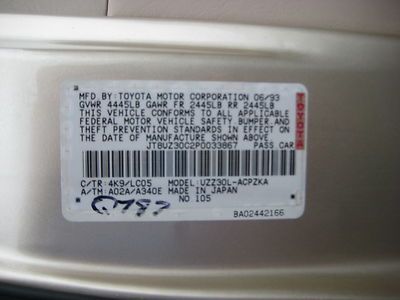 MFD. BY: TOYOTA MOTOR CORPORATION 06/93
GVWR 4445LB GAWR FR 2445LB RR 2445LB
THIS VEHICLE CONFORMS TO ALL APPLICABLE
FEDERAL MOTOR VEHICLE SAFETY, BUMPER, AND
THEFT PREVENTION STANDARDS IN EFFECT ON
THE DATE OF MANUFACTURE SHOWN ABOVE.
JT8UZ30C2P0033867 PASS CAR
TOYOTA TOYOTA
C/TR: 4K9/LC05 MODEL: UZZ30L-ACPZKA
A/TM: A02A/A340E MADE IN JAPAN
NO. 105
BA02442166